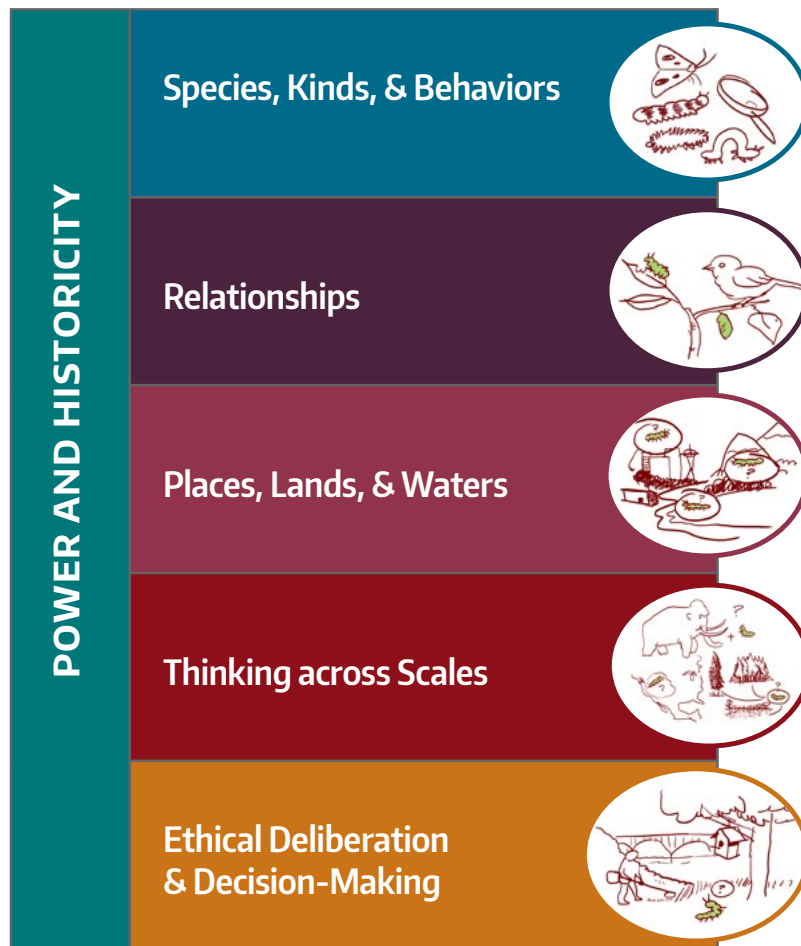 POWER AND HISTORICITY
Species, Kinds, & Behaviors
Relationships
Places, Lands, & Waters
Thinking across Scales
Ethical Deliberation
& Decision-Making